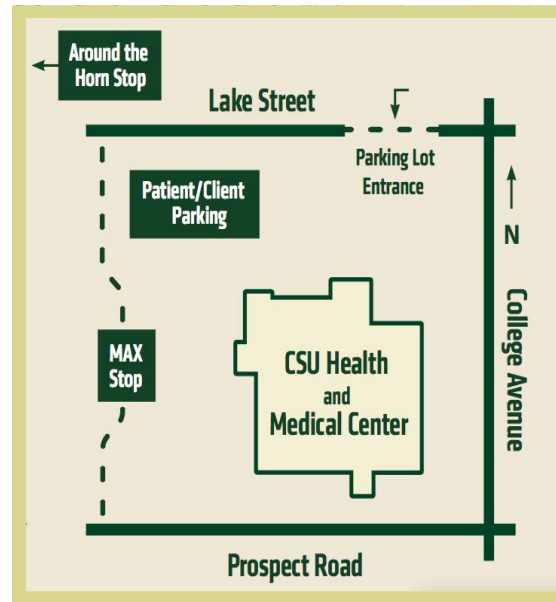 Around the
Horn Stop
Lake Street
Parking Lot
Entrance
Patient/Client
Parking
N
College Avenue
MAX
Stop
CSU Health
and
Medical Center
Prospect Road